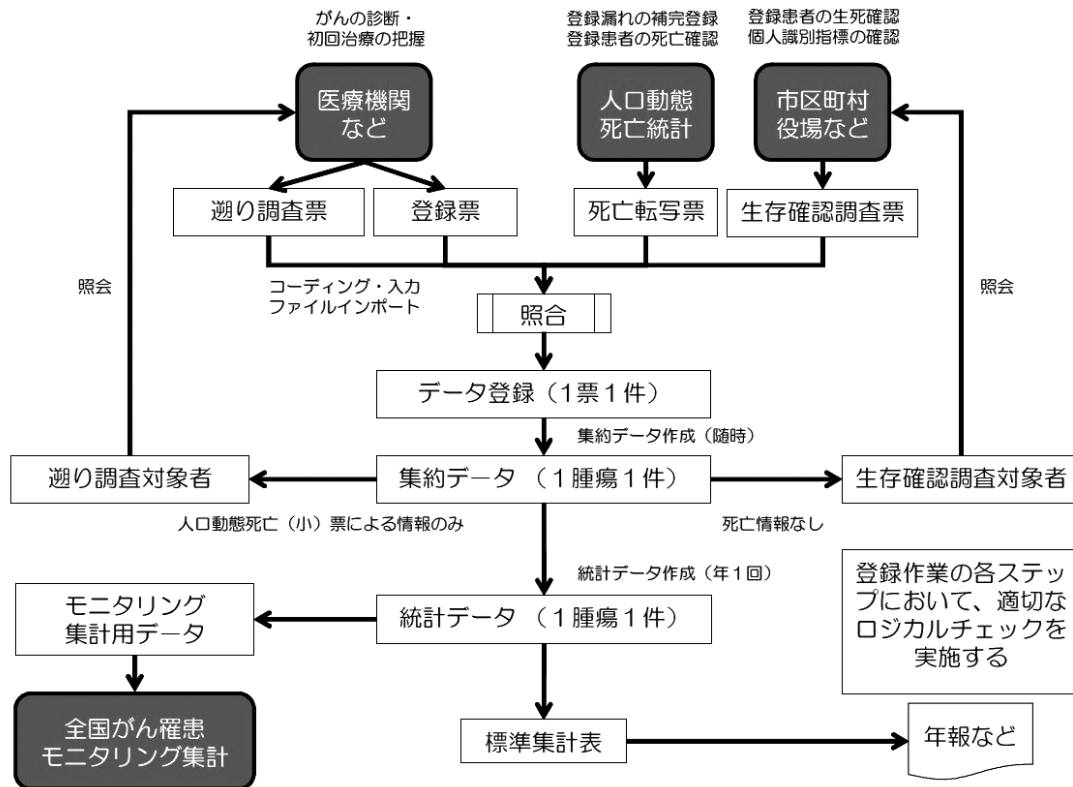 がんの診断・
初回治療の把握
登録漏れの補完登録
登録患者の死亡確認
登録患者の生死確認
個人識別指標の確認
医療機関
など
人口動態
死亡統計
市区町村
役場など
遡り調査票
登録票
死亡転写票
生存確認調査票
照会
コーディング・入力
ファイルインポート
照会
照合
データ登録（1票1件）
集約データ作成（随時）
遡り調査対象者
集約データ（1腫瘍1件）
生存確認調査対象者
人口動態死亡（小）票による情報のみ
死亡情報なし
統計データ作成（年1回）
モニタリング
集計用データ
統計データ（1腫瘍1件）
登録作業の各ステッ
プにおいて、適切な
ロジカルチェックを
実施する
全国がん罹患
モニタリング集計
標準集計表
年報など